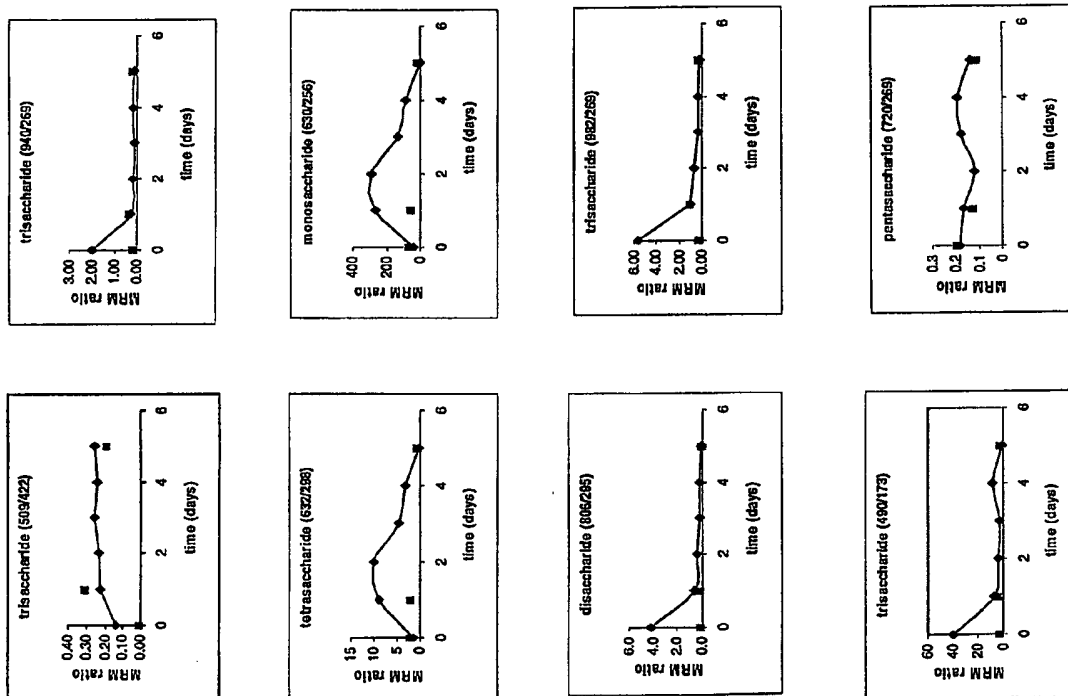 trisaccharide (509/422)
MRM ratio
0.40
0.30
0.20
0.10
0.00
0 2 4 6
time (days)
trisaccharide (940/269)
MRM ratio
3.00
2.00
1.00
0.00
0 2 4 6
time (days)
tetrasaccharide (632/298)
MRM ratio
15
10
5
0
0 2 4 6
time (days)
monosaccharide (630/256)
MRM ratio
400
200
0
0 2 4 6
time (days)
disaccharide (806/295)
MRM ratio
6.0
4.0
2.0
0.0
0 2 4 6
time (days)
trisaccharide (982/269)
MRM ratio
6.00
4.00
2.00
0.00
0 2 4 6
time (days)
trisaccharide (490/173)
MRM ratio
60
40
20
0
0 2 4 6
time (days)
pentasaccharide (720/269)
MRM ratio
0.3
0.2
0.1
0
0 2 4 6
time (days)